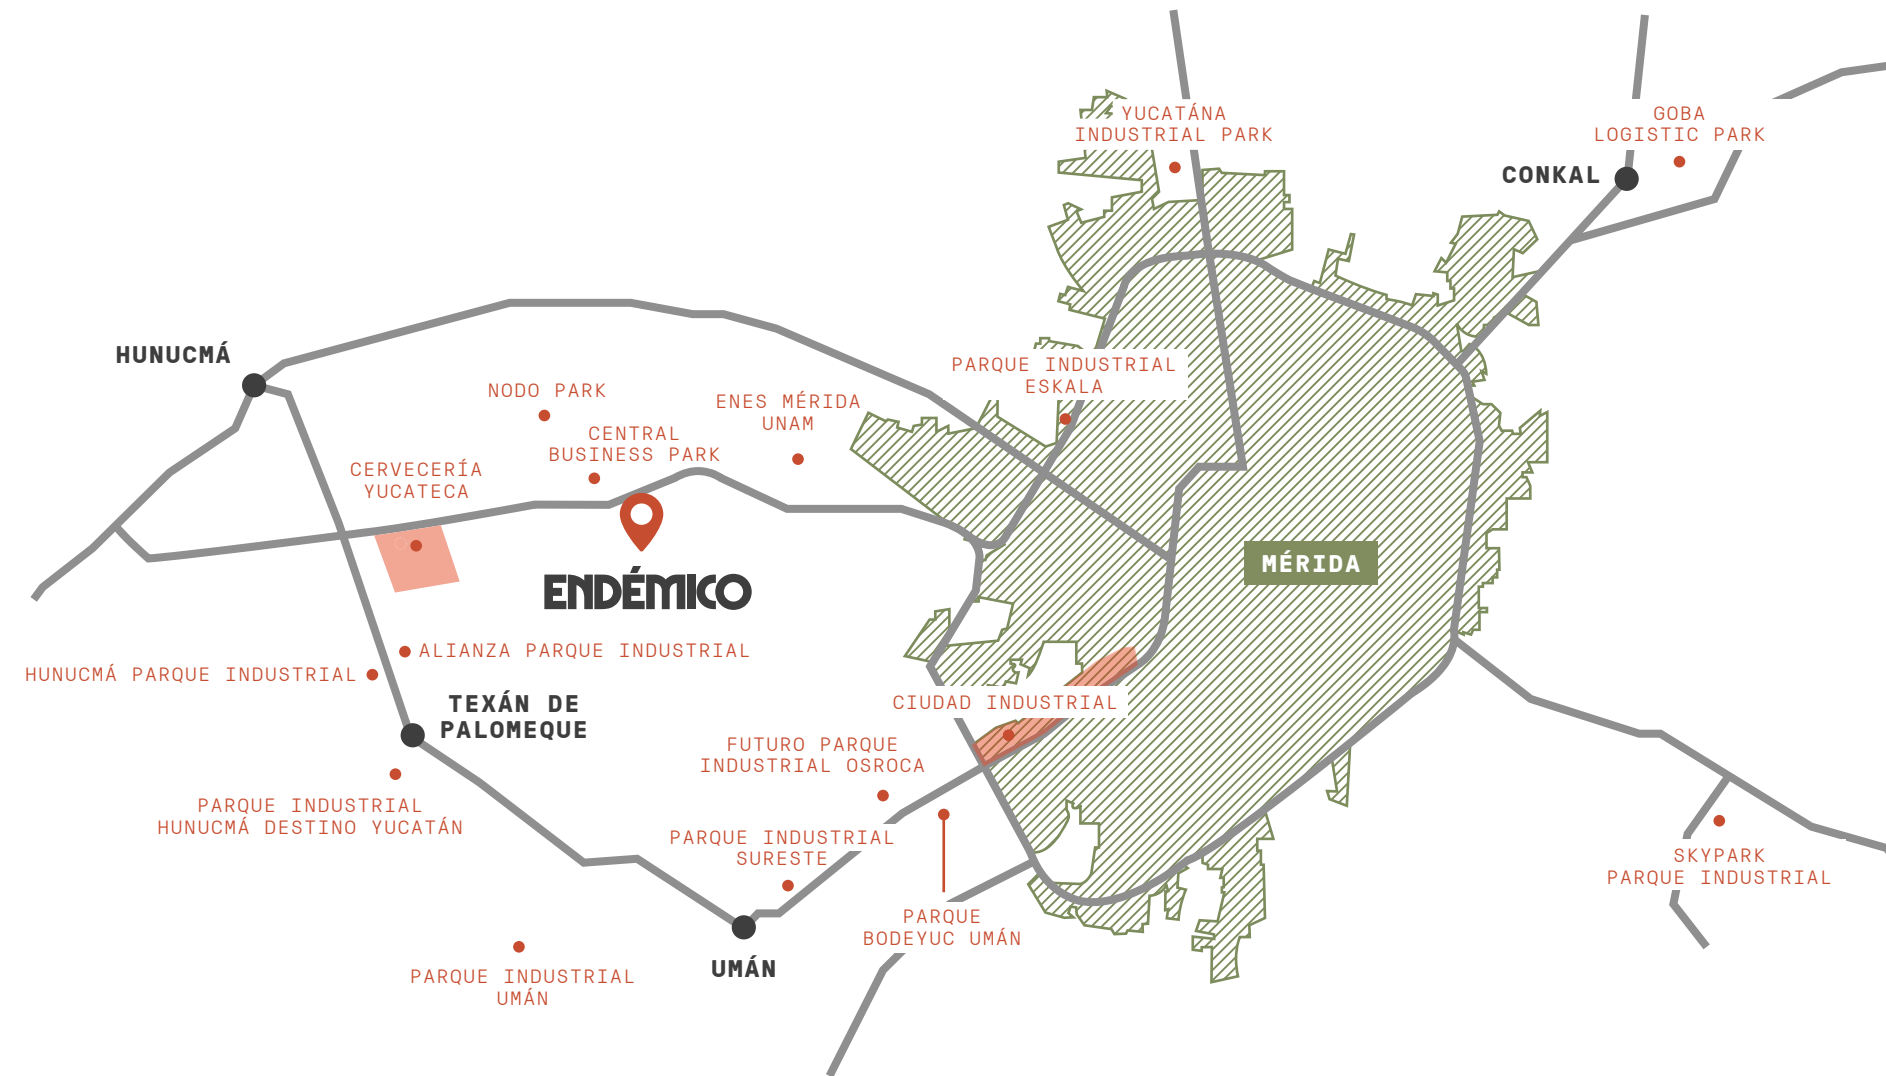 YUCATÁNA
INDUSTRIAL PARK
GOBA
LOGISTIC PARK
CONKAL
HUNUCMÁ
PARQUE INDUSTRIAL
ESKALA
NODO PARK
ENES MÉRIDA
UNAM
CENTRAL
BUSINESS PARK
CERVECERÍA
YUCATECA
MÉRIDA
ENDÉMICO
ALIANZA PARQUE INDUSTRIAL
HUNUCMÁ PARQUE INDUSTRIAL
TEXÁN DE
PALOMEQUE
CIUDAD INDUSTRIAL
FUTURO PARQUE
INDUSTRIAL OSROCA
PARQUE INDUSTRIAL
HUNUCMÁ DESTINO YUCATÁN
PARQUE INDUSTRIAL
SURESTE
SKYPARK
PARQUE INDUSTRIAL
PARQUE
BODEYUC UMÁN
UMÁN
PARQUE INDUSTRIAL
UMÁN